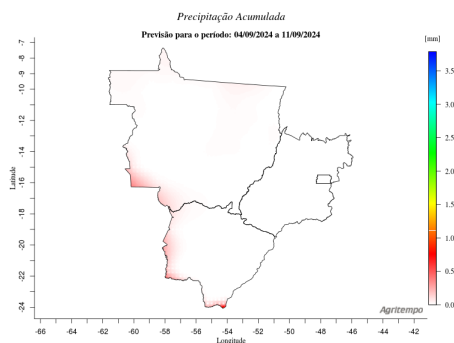 Precipitação Acumulada
Previsão para o período: 04/09/2024 a 11/09/2024
[mm]
-7
-8
-10
-12
-14
-16
-18
-20
-22
-24
Latitude
3.5
3.0
2.5
2.0
1.5
1.0
0.5
0.0
Agritempo
-66 -64 -62 -60 -58 -56 -54 -52 -50 -48 -46 -44 -42
Longitude